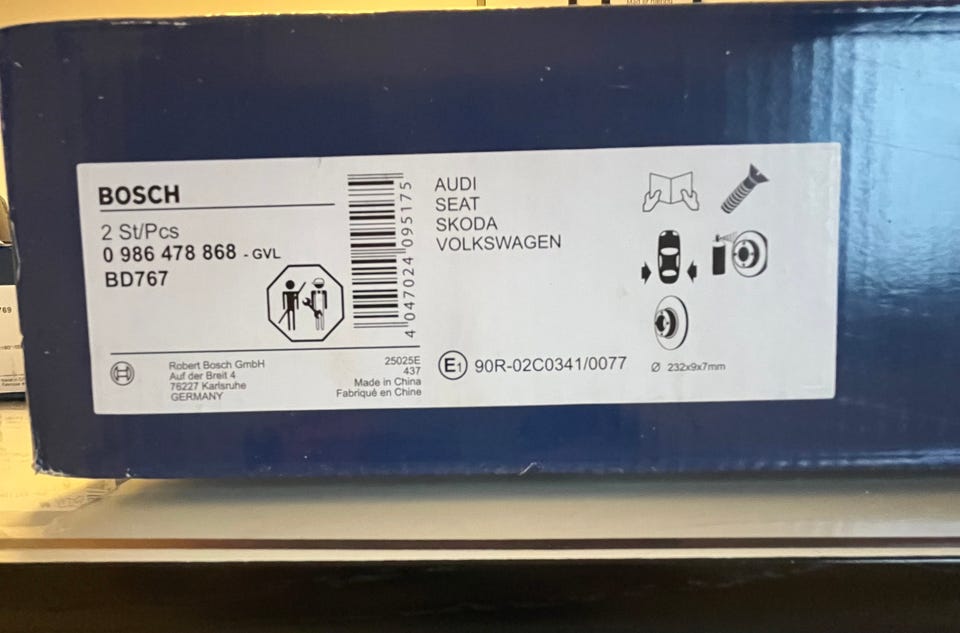 BOSCH
2 St/Pcs
0 986 478 868 - GVL
BD767
4 047024 095175
AUDI
SEAT
SKODA
VOLKSWAGEN
Robert Bosch GmbH
Auf der Breit 4
76227 Karlsruhe
GERMANY
25025E
437
Made in China
Fabriqué en Chine
E1 90R-02C0341/0077
Ø 232x9x7mm